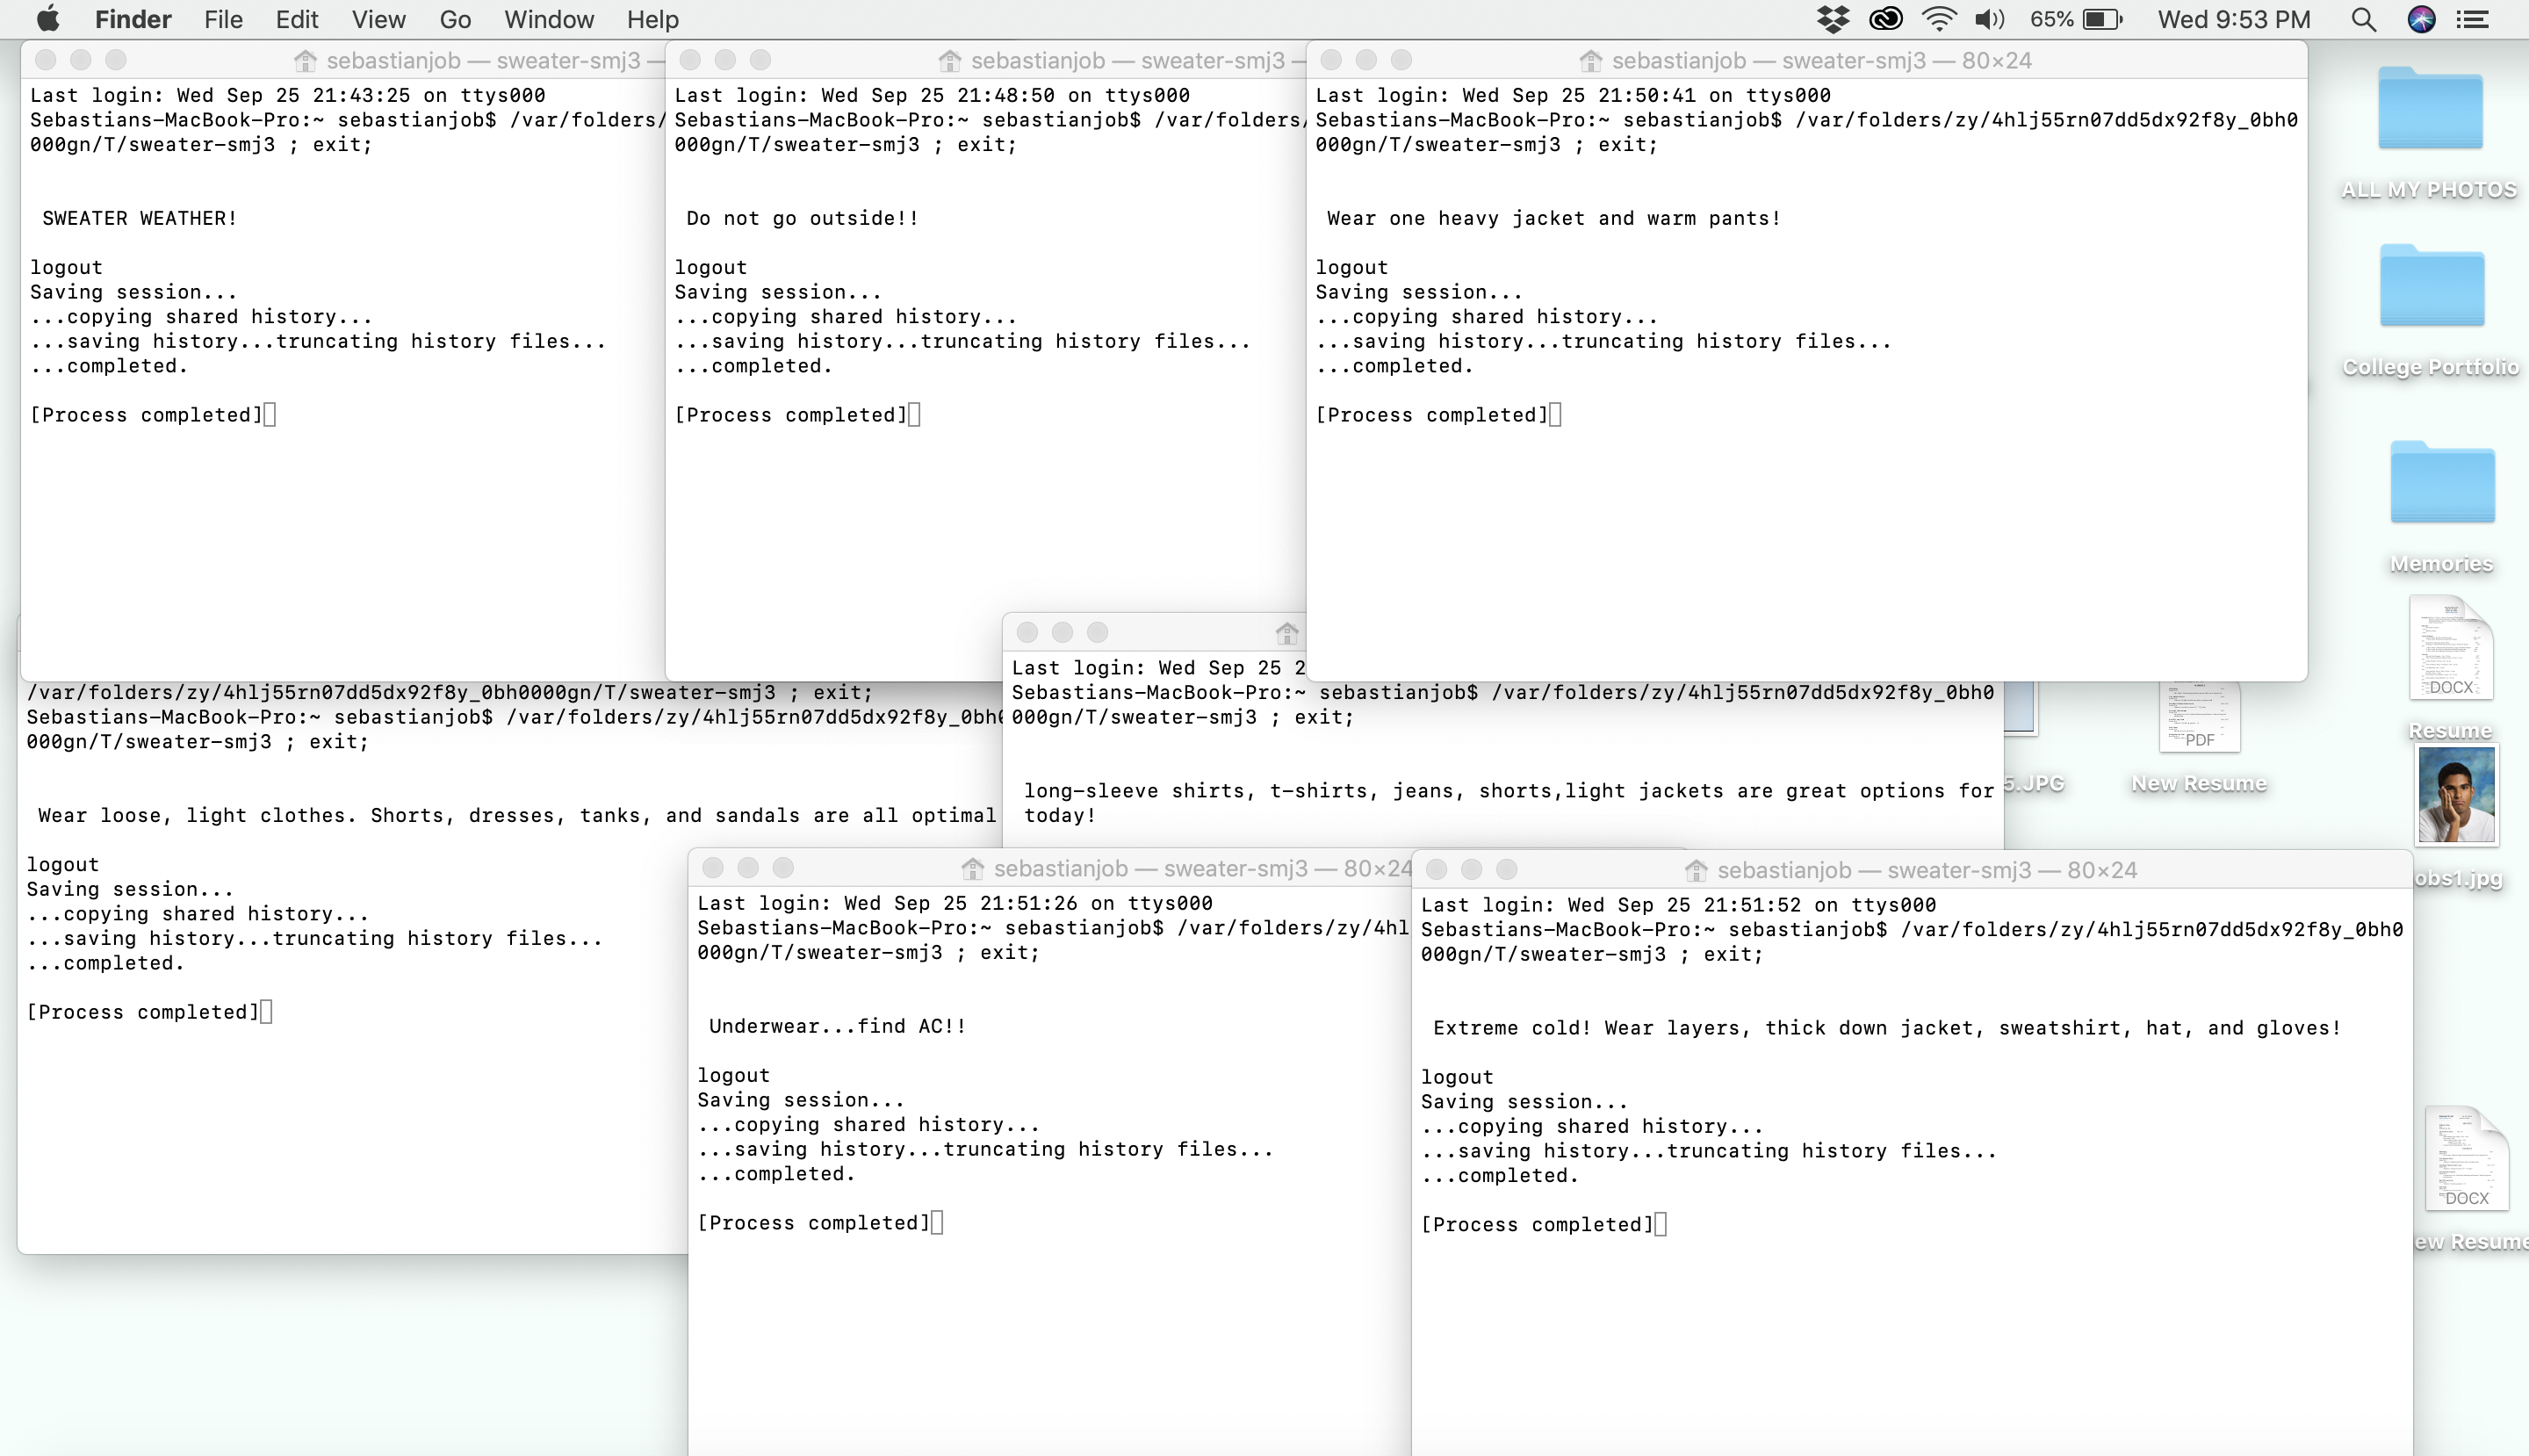 Finder File Edit View Go Window Help 65% Wed 9:53 PM
sebastianjob — sweater-smj3 —
Last login: Wed Sep 25 21:43:25 on ttys000
Sebastians-MacBook-Pro:~ sebastianjob$ /var/folders/
000gn/T/sweater-smj3 ; exit;
SWEATER WEATHER!
logout
Saving session...
...copying shared history...
...saving history...truncating history files...
...completed.
[Process completed]
sebastianjob — sweater-smj3 —
Last login: Wed Sep 25 21:48:50 on ttys000
Sebastians-MacBook-Pro:~ sebastianjob$ /var/folders/
000gn/T/sweater-smj3 ; exit;
Do not go outside!!
logout
Saving session...
...copying shared history...
...saving history...truncating history files...
...completed.
[Process completed]
sebastianjob — sweater-smj3 — 80×24
Last login: Wed Sep 25 21:50:41 on ttys000
Sebastians-MacBook-Pro:~ sebastianjob$ /var/folders/zy/4hlj55rn07dd5dx92f8y_0bh0
000gn/T/sweater-smj3 ; exit;
Wear one heavy jacket and warm pants!
logout
Saving session...
...copying shared history...
...saving history...truncating history files...
...completed.
[Process completed]
/var/folders/zy/4hlj55rn07dd5dx92f8y_0bh0000gn/T/sweater-smj3 ; exit;
Sebastians-MacBook-Pro:~ sebastianjob$ /var/folders/zy/4hlj55rn07dd5dx92f8y_0bh0
000gn/T/sweater-smj3 ; exit;
Wear loose, light clothes. Shorts, dresses, tanks, and sandals are all optimal
logout
Saving session...
...copying shared history...
...saving history...truncating history files...
...completed.
[Process completed]
Last login: Wed Sep 25 2
Sebastians-MacBook-Pro:~ sebastianjob$ /var/folders/zy/4hlj55rn07dd5dx92f8y_0bh0
000gn/T/sweater-smj3 ; exit;
long-sleeve shirts, t-shirts, jeans, shorts,light jackets are great options for
today!
sebastianjob — sweater-smj3 — 80×24
Last login: Wed Sep 25 21:51:26 on ttys000
Sebastians-MacBook-Pro:~ sebastianjob$ /var/folders/zy/4hl
000gn/T/sweater-smj3 ; exit;
Underwear...find AC!!
logout
Saving session...
...copying shared history...
...saving history...truncating history files...
...completed.
[Process completed]
sebastianjob — sweater-smj3 — 80×24
Last login: Wed Sep 25 21:51:52 on ttys000
Sebastians-MacBook-Pro:~ sebastianjob$ /var/folders/zy/4hlj55rn07dd5dx92f8y_0bh0
000gn/T/sweater-smj3 ; exit;
Extreme cold! Wear layers, thick down jacket, sweatshirt, hat, and gloves!
logout
Saving session...
...copying shared history...
...saving history...truncating history files...
...completed.
[Process completed]
ALL MY PHOTOS
College Portfolio
Memories
DOCX
Resume
PDF
5.JPG
New Resume
obs1.jpg
DOCX
ew Resume